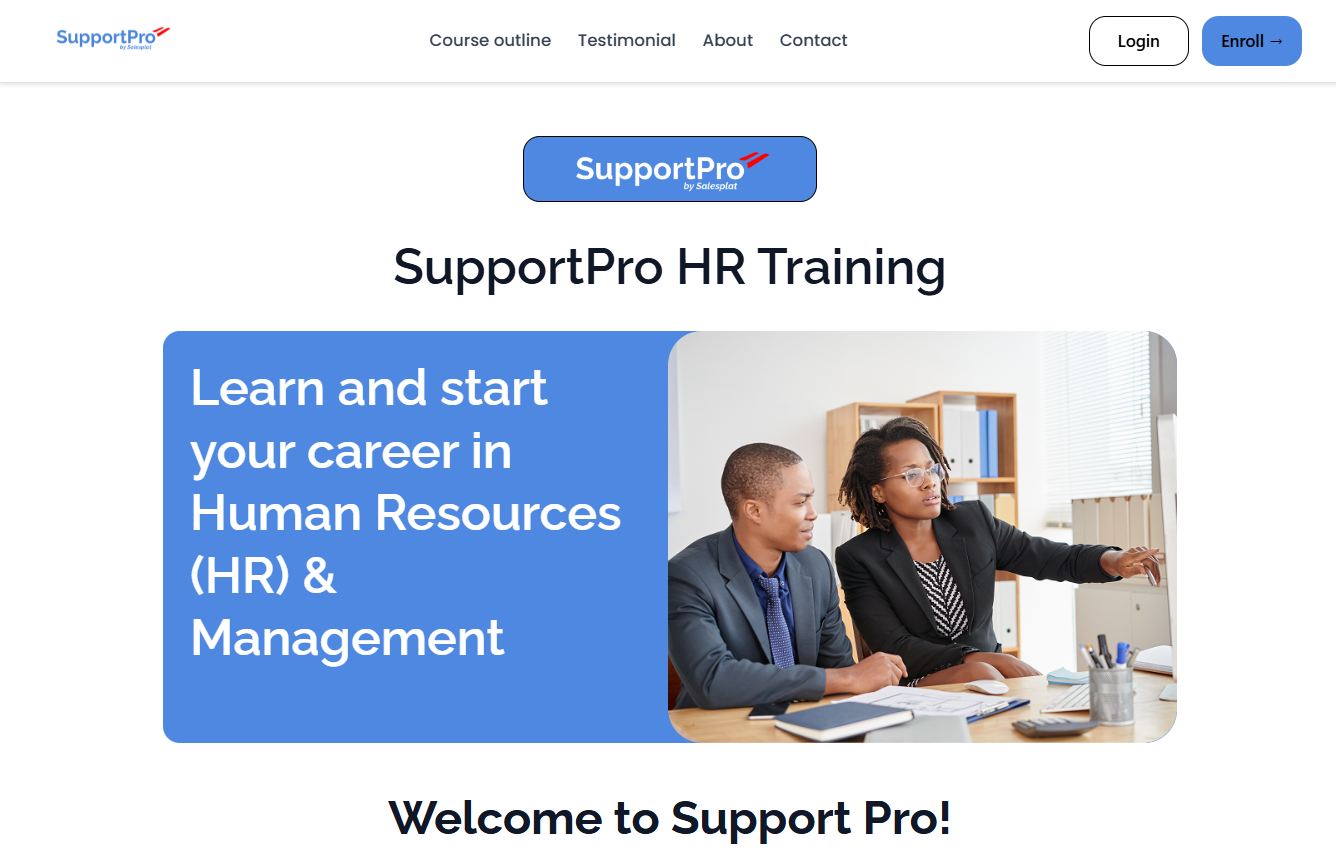 SupportPro
by Salesplat
Course outline
Testimonial
About
Contact
Login
Enroll →
SupportPro
by Salesplat
SupportPro HR Training
Learn and start
your career in
Human Resources
(HR) &
Management
Welcome to Support Pro!